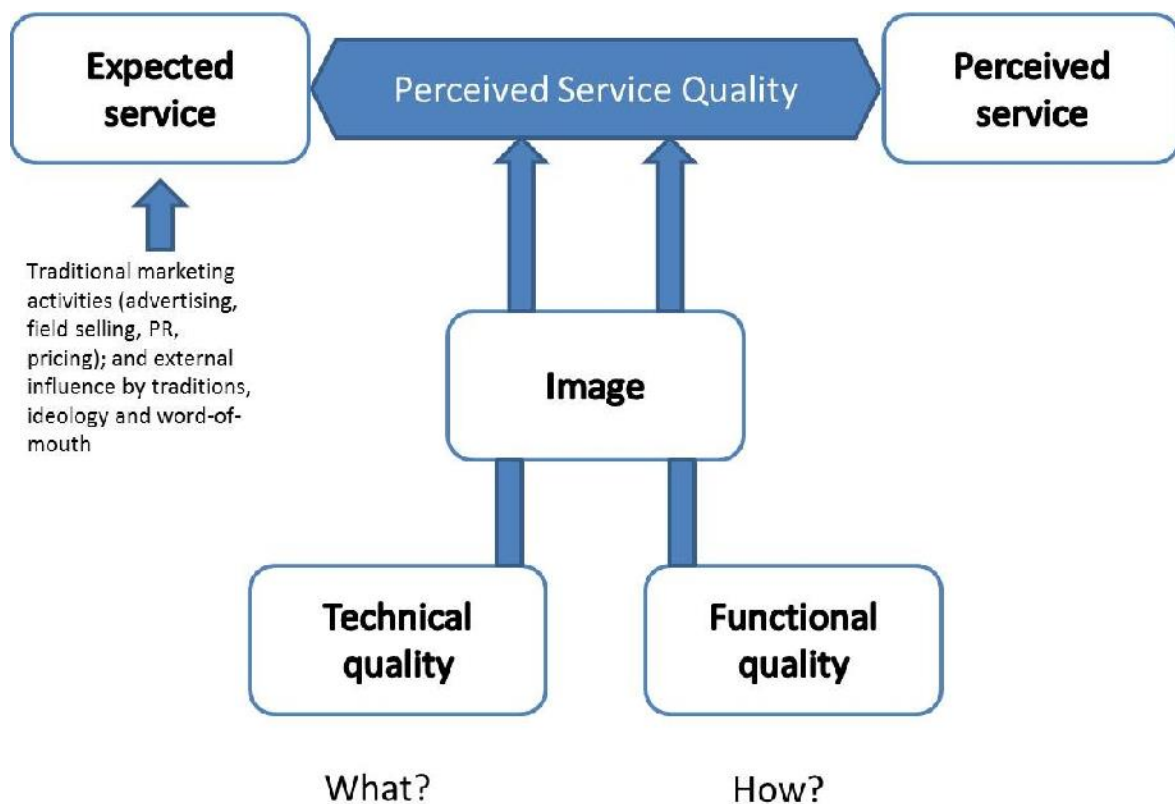 Expected
service
Perceived Service Quality
Perceived
service
Traditional marketing
activities (advertising,
field selling, PR,
pricing); and external
influence by traditions,
ideology and word-of-
mouth
Image
Technical
quality
Functional
quality
What?
How?